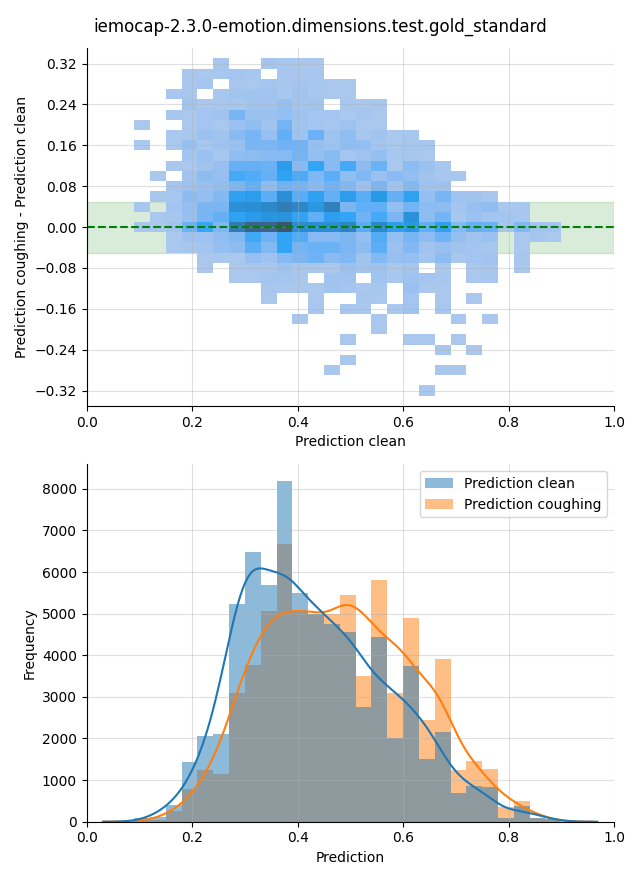 iemocap-2.3.0-emotion.dimensions.test.gold_standard
Prediction coughing - Prediction clean
0.32
0.24
0.16
0.08
0.00
−0.08
−0.16
−0.24
−0.32
0.0 0.2 0.4 0.6 0.8 1.0
Prediction clean
Frequency
8000
7000
6000
5000
4000
3000
2000
1000
0
Prediction clean
Prediction coughing
0.0 0.2 0.4 0.6 0.8 1.0
Prediction